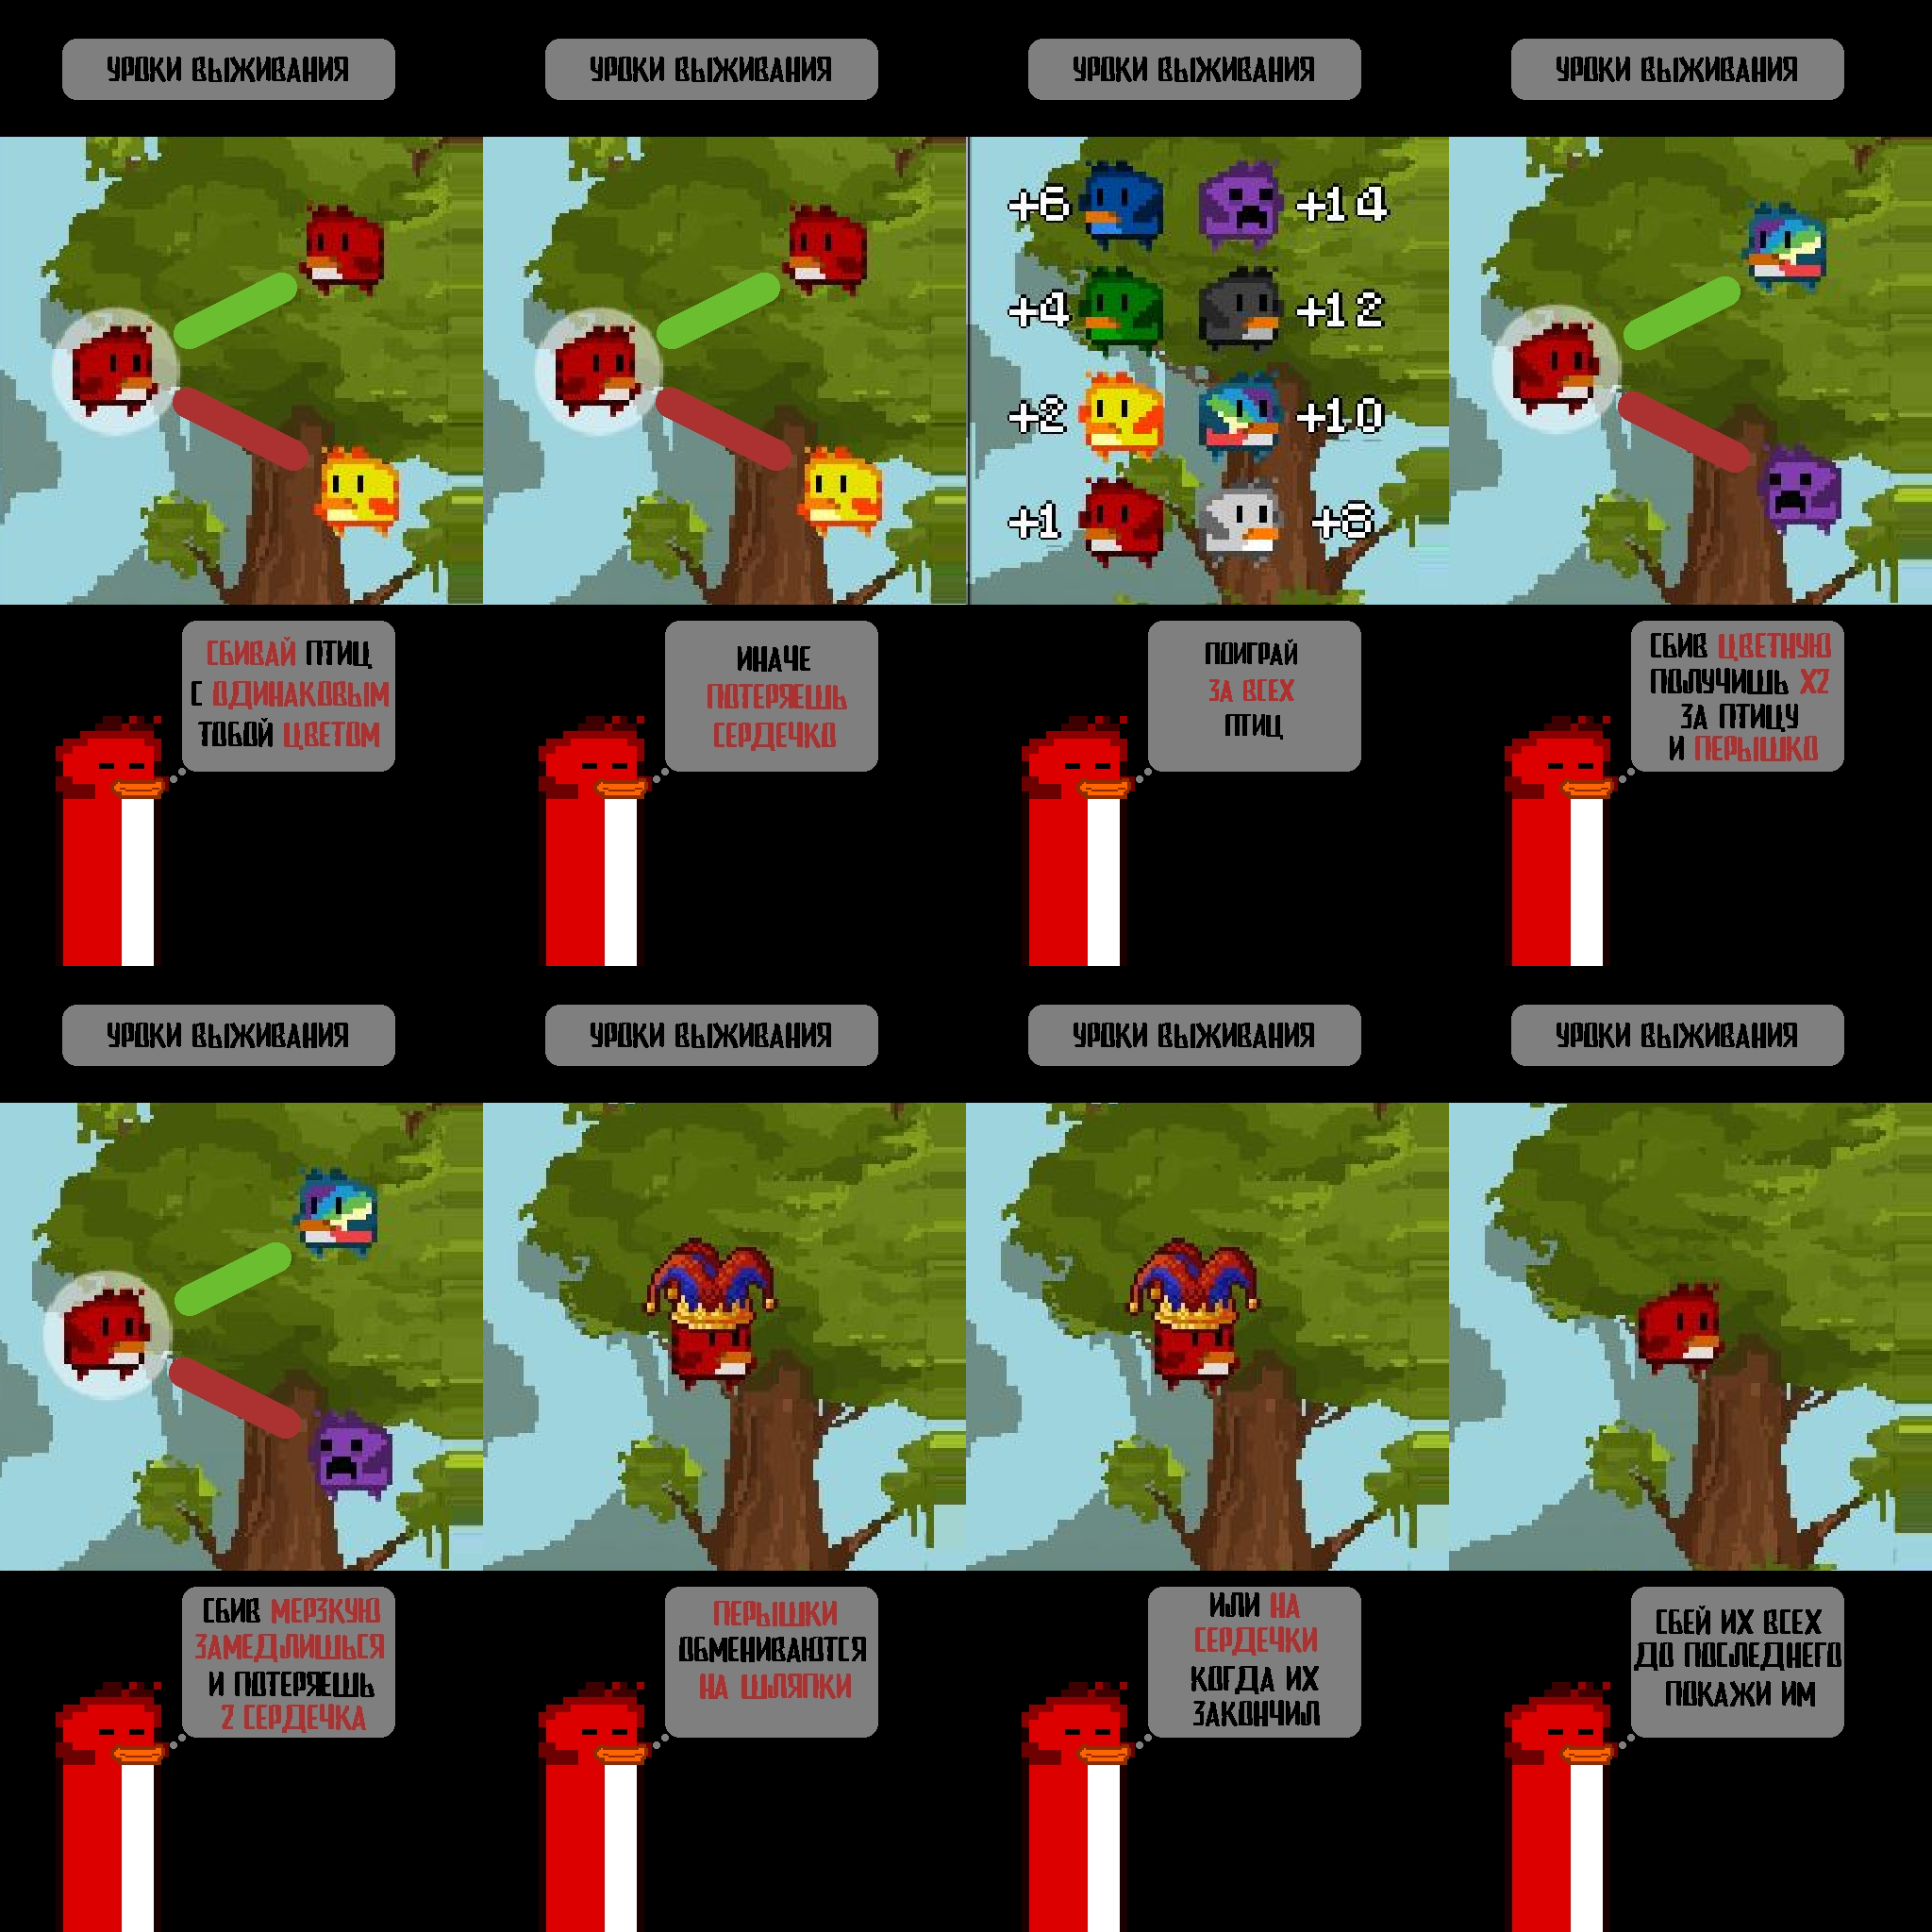 УРОКИ ВЫЖИВАНИЯ
СБИВАЙ ПТИЦ
С ОДИНАКОВЫМ
ТОБОЙ ЦВЕТОМ
УРОКИ ВЫЖИВАНИЯ
ИНАЧЕ
ПОТЕРЯЕШЬ
СЕРДЕЧКО
УРОКИ ВЫЖИВАНИЯ
+6 +14
+4 +12
+2 +10
+1 +8
ПОИГРАЙ
ЗА ВСЕХ
ПТИЦ
УРОКИ ВЫЖИВАНИЯ
СБИВ ЦВЕТНУЮ
ПОЛУЧИШЬ X2
ЗА ПТИЦУ
И ПЕРЫШКО
УРОКИ ВЫЖИВАНИЯ
СБИВ МЕРЗКУЮ
ЗАМЕДЛИШЬСЯ
И ПОТЕРЯЕШЬ
2 СЕРДЕЧКА
УРОКИ ВЫЖИВАНИЯ
ПЕРЫШКИ
ОБМЕНИВАЮТСЯ
НА ШЛЯПКИ
УРОКИ ВЫЖИВАНИЯ
ИЛИ НА
СЕРДЕЧКИ
КОГДА ИХ
ЗАКОНЧИЛ
УРОКИ ВЫЖИВАНИЯ
СБЕЙ ИХ ВСЕХ
ДО ПОСЛЕДНЕГО
ПОКАЖИ ИМ